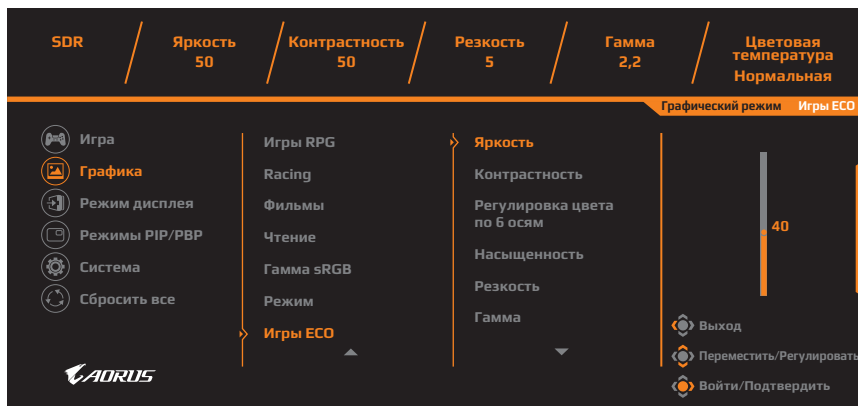 SDR
Яркость
50
Контрастность
50
Резкость
5
Гамма
2,2
Цветовая
температура
Нормальная
Графический режим Игры ECO
Игра
Графика
Режим дисплея
Режимы PIP/PBP
Система
Сбросить все
Игры RPG
Racing
Фильмы
Чтение
Гамма sRGB
Режим
Игры ECO
Яркость
Контрастность
Регулировка цвета
по 6 осям
Насыщенность
Резкость
Гамма
40
Выход
Переместить/Регулировать
Войти/Подтвердить
AORUS